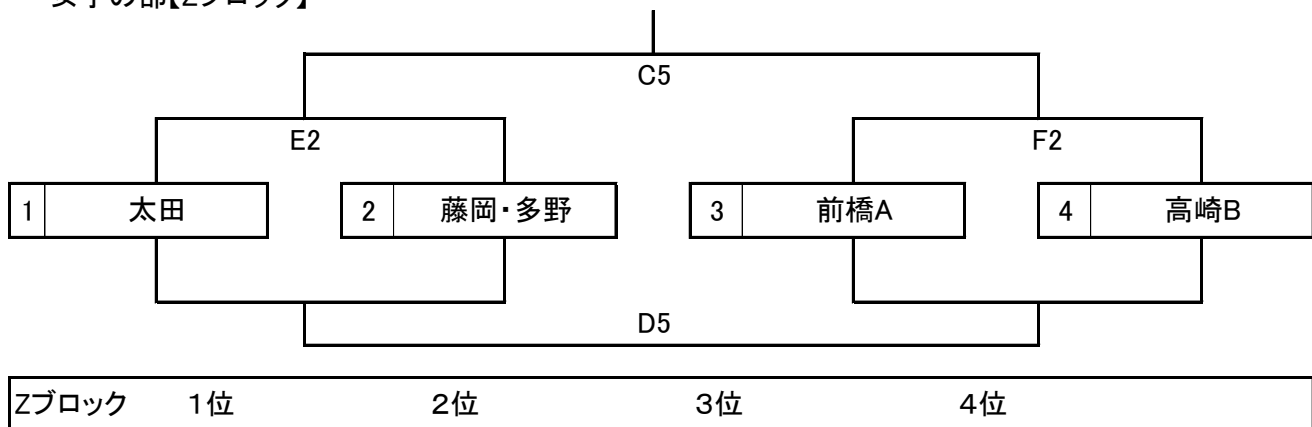 女子の部【Zブロック】
C5
E2 F2
1 太田 2 藤岡・多野 3 前橋A 4 高崎B
D5
Zブロック 1位 2位 3位 4位